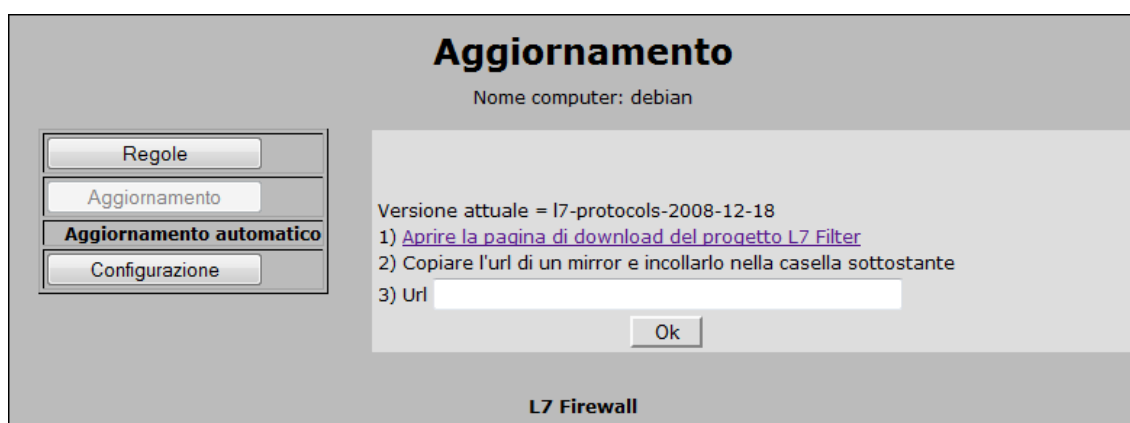 Aggiornamento
Nome computer: debian
Regole
Aggiornamento
Aggiornamento automatico
Configurazione
Versione attuale = l7-protocols-2008-12-18
1) Aprire la pagina di download del progetto L7 Filter
2) Copiare l'url di un mirror e incollarlo nella casella sottostante
3) Url
Ok
L7 Firewall